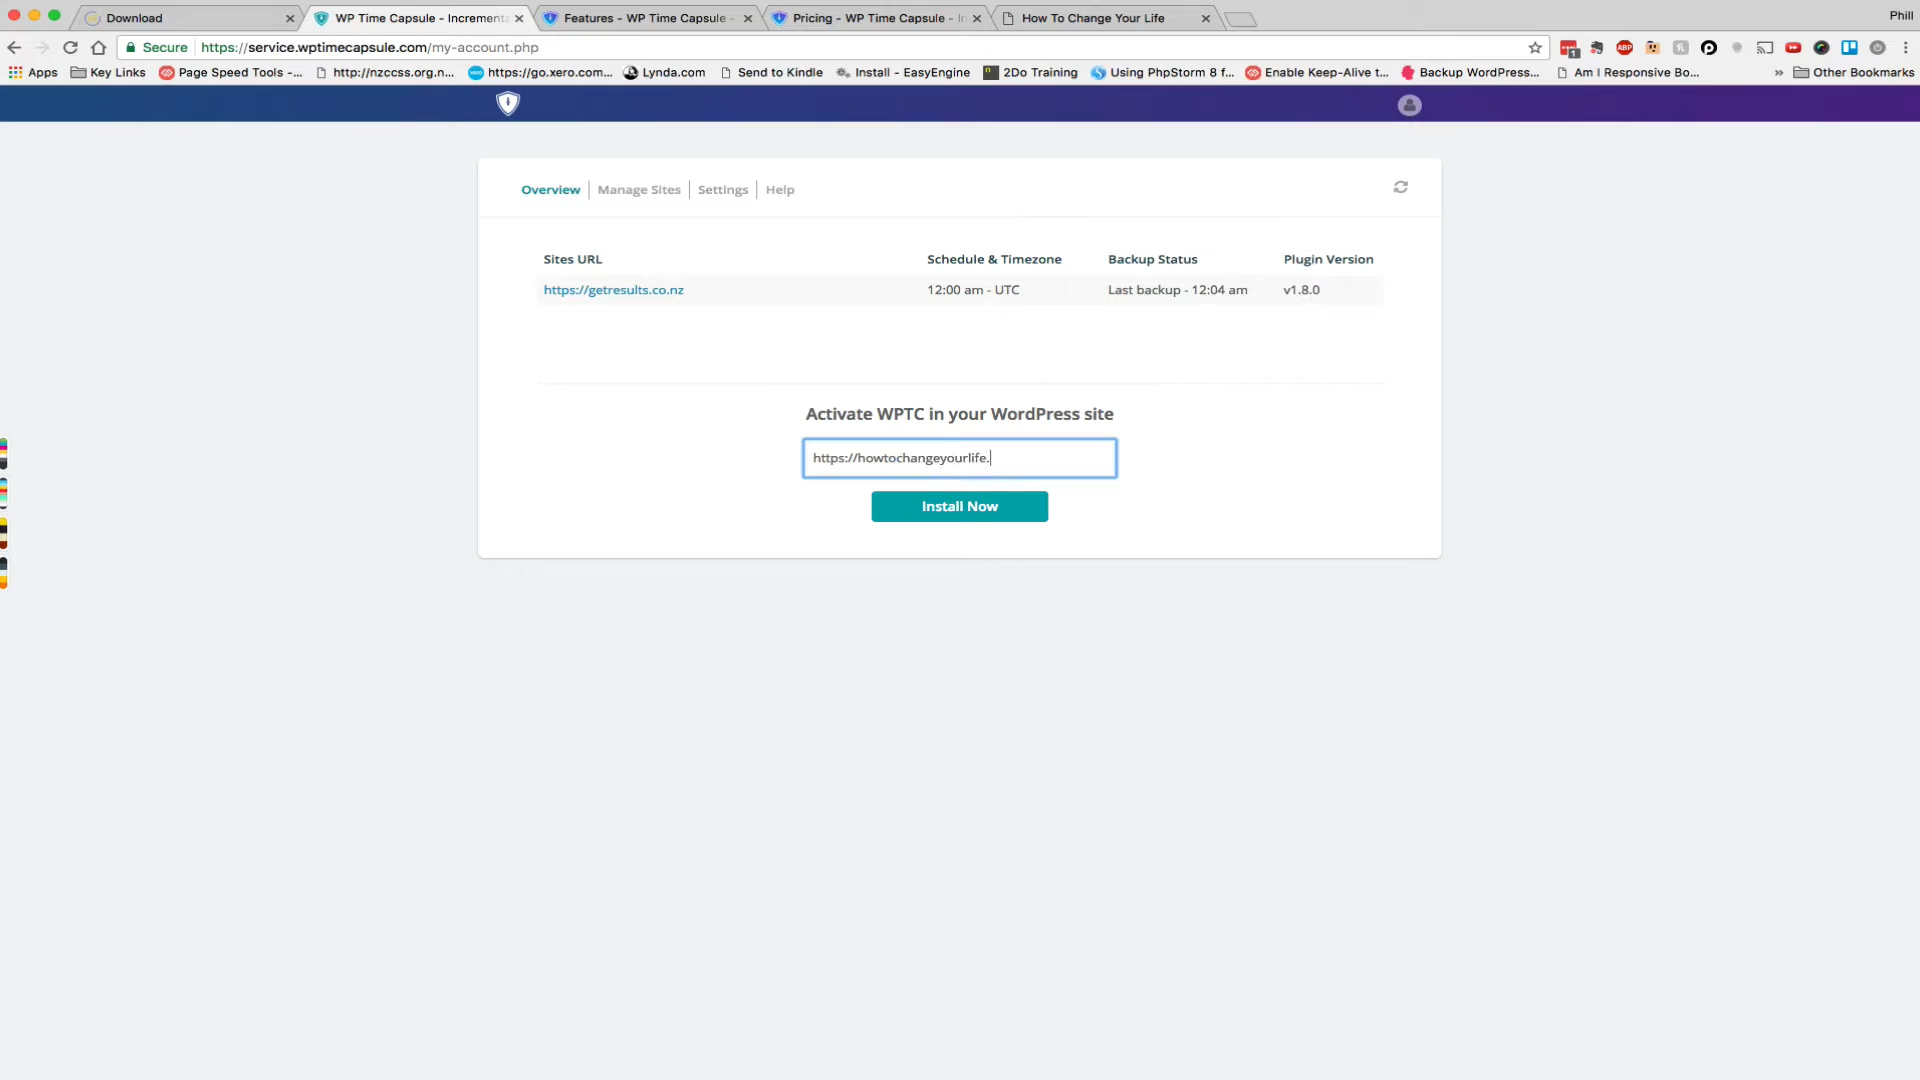 Download
WP Time Capsule - Increment
Features - WP Time Capsule -
Pricing - WP Time Capsule - In
How To Change Your Life
Phill
Secure https://service.wptimecapsule.com/my-account.php
Apps Key Links Page Speed Tools -... http://nzccss.org.n... https://go.xero.com... Lynda.com Send to Kindle Install - EasyEngine 2Do Training Using PhpStorm 8 f... Enable Keep-Alive t... Backup WordPress... Am I Responsive Bo... » Other Bookmarks
Overview Manage Sites Settings Help
Sites URL Schedule & Timezone Backup Status Plugin Version
https://getresults.co.nz 12:00 am - UTC Last backup - 12:04 am v1.8.0
Activate WPTC in your WordPress site
https://howtochangeyourlife.
Install Now